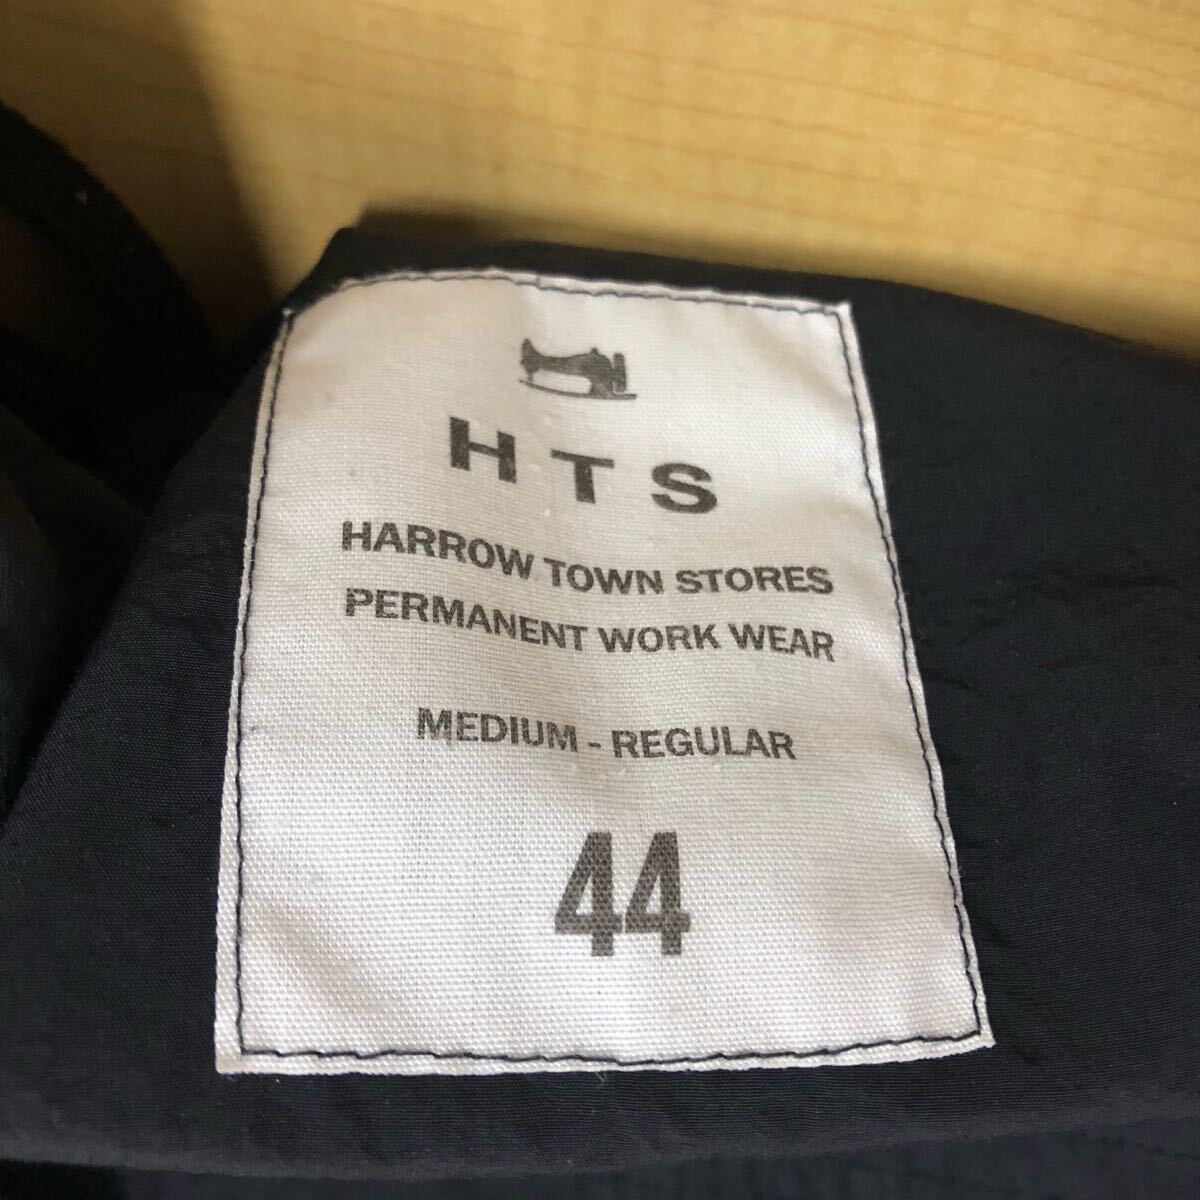 HTS
HARROW TOWN STORES
PERMANENT WORK WEAR
MEDIUM - REGULAR
44